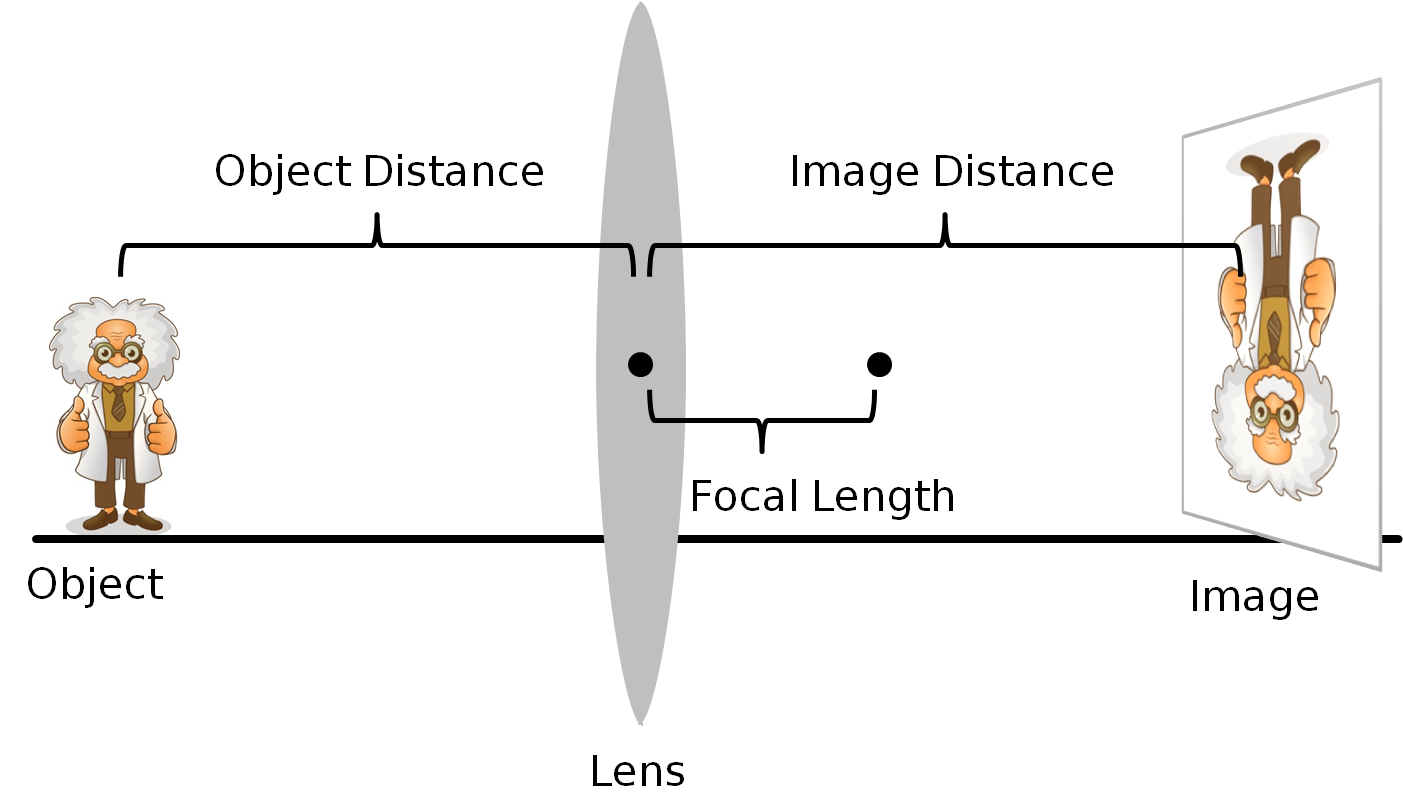 Object Distance
Image Distance
Focal Length
Object
Image
Lens